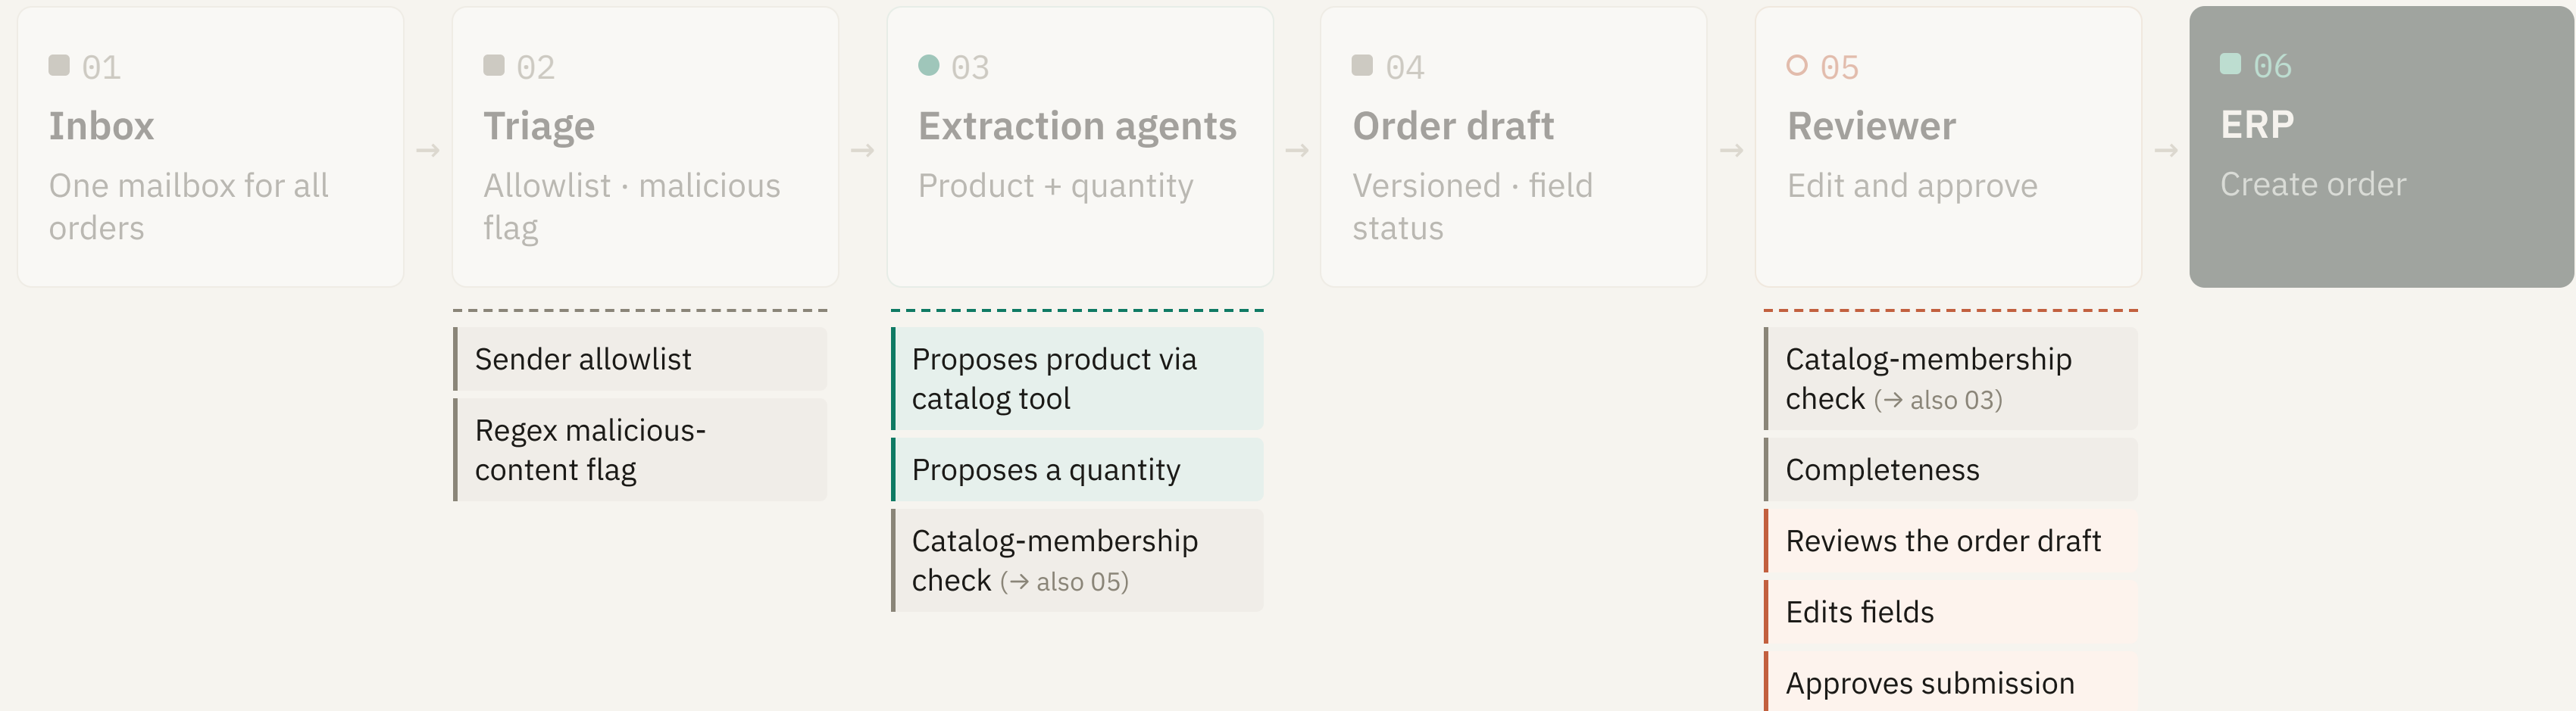 01
Inbox
One mailbox for all
orders
→
02
Triage
Allowlist · malicious
flag
→
03
Extraction agents
Product + quantity
→
04
Order draft
Versioned · field
status
→
05
Reviewer
Edit and approve
→
06
ERP
Create order
Sender allowlist
Regex malicious-
content flag
Proposes product via
catalog tool
Proposes a quantity
Catalog-membership
check (→ also 05)
Catalog-membership
check (→ also 03)
Completeness
Reviews the order draft
Edits fields
Approves submission